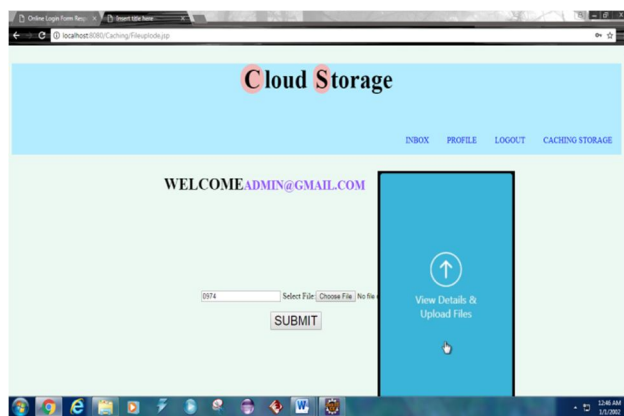 Online Login Form Resp
Insert title here
localhost:8080/Caching/Fileuplode.jsp
Cloud Storage
INBOX PROFILE LOGOUT CACHING STORAGE
WELCOMEADMIN@GMAIL.COM
0974 Select File: Choose File No file
SUBMIT
View Details &
Upload Files
12:46 AM
1/1/2002